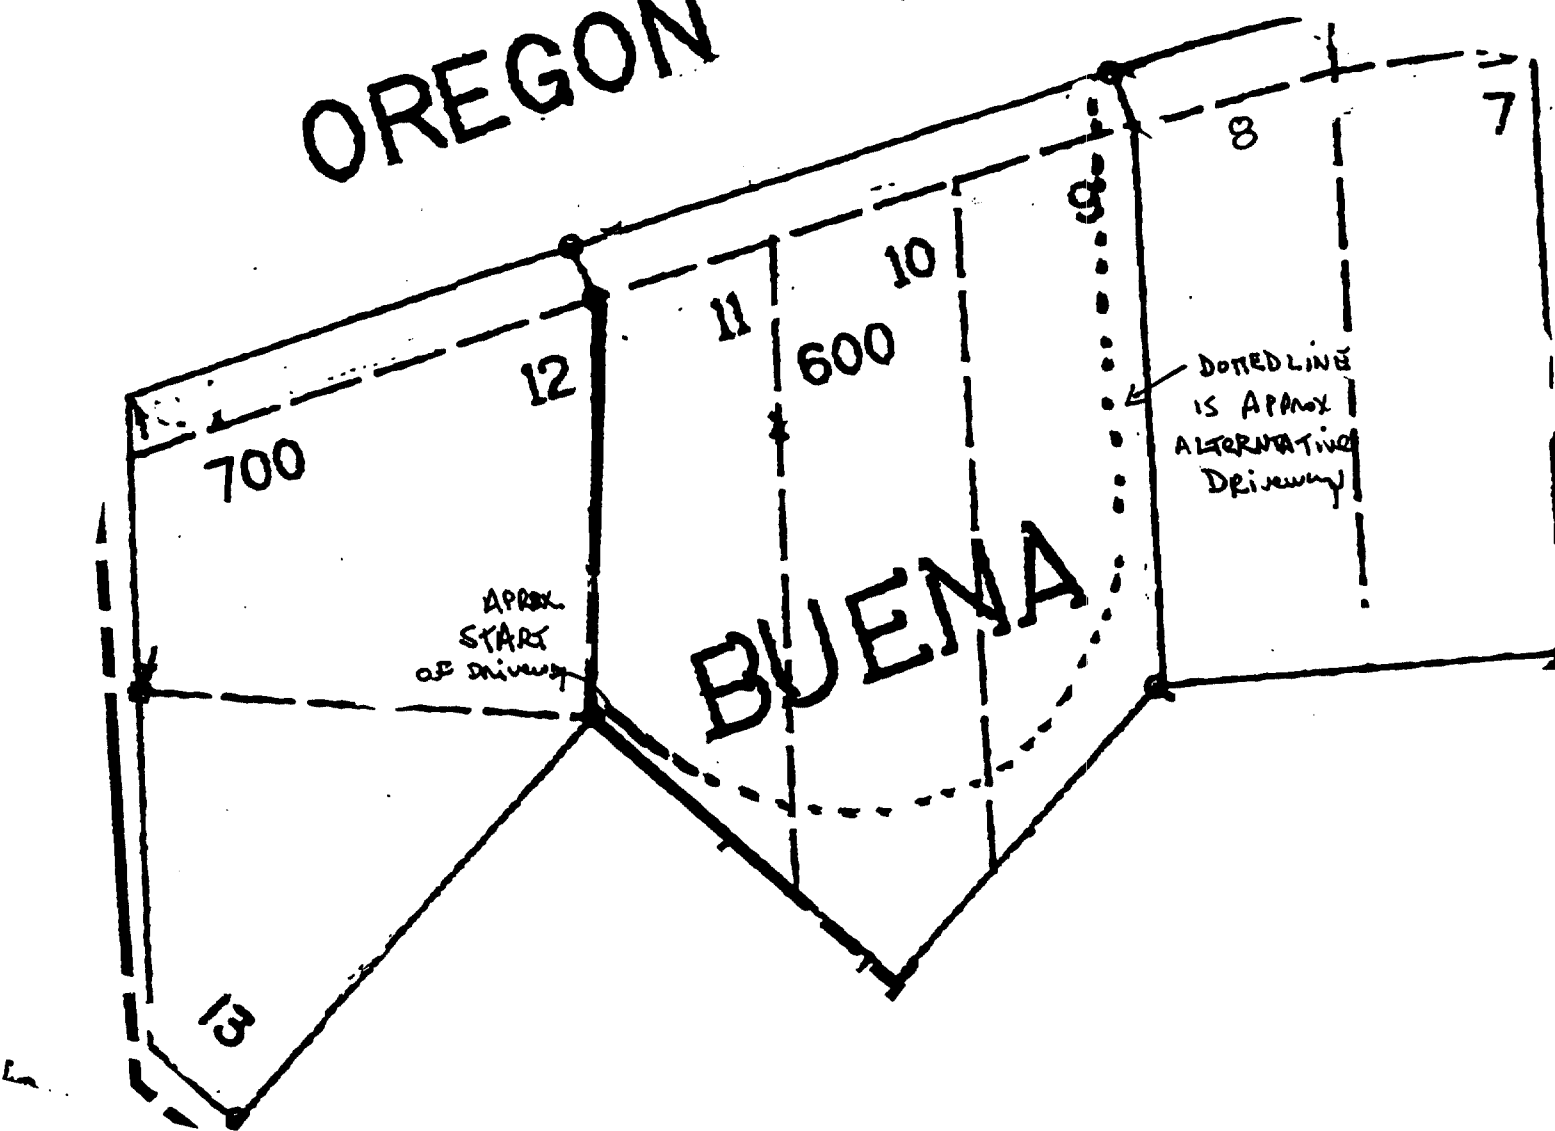 OREGON
7
8
9
10
11
600
12
700
DOTTED LINE
IS APPROX
ALTERNTATIVE
DRIVEWAY
BUENA
APROX.
START
OF DRIVEWAY
13